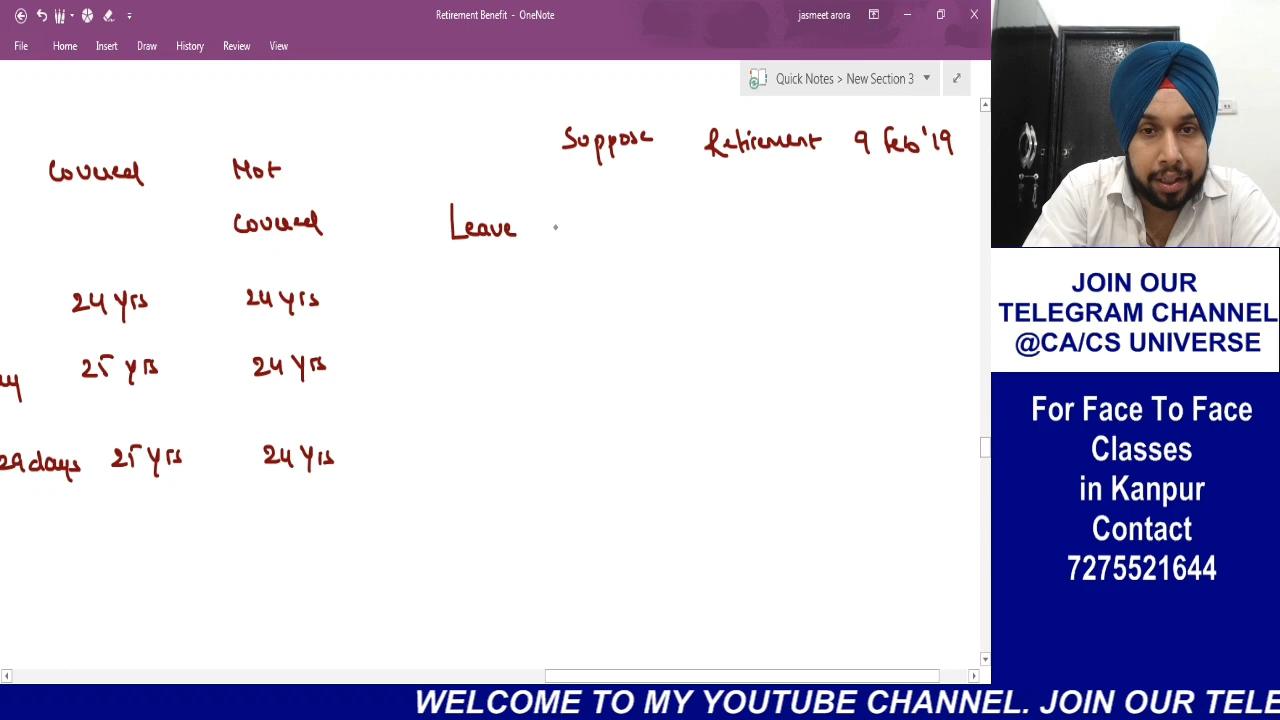 Retirement Benefit - OneNote
jasmeet arora
File Home Insert Draw History Review View
Quick Notes > New Section 3
Suppose Retirement 9 Feb'19
Covered Not
Covered
Leave
24 yrs 24 yrs
25 yrs 24 yrs
29 days 25 yrs 24 yrs
JOIN OUR
TELEGRAM CHANNEL
@CA/CS UNIVERSE
For Face To Face
Classes
in Kanpur
Contact
7275521644
WELCOME TO MY YOUTUBE CHANNEL. JOIN OUR TELE